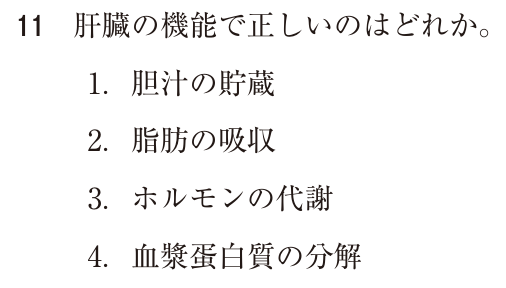 11 肝臓の機能で正しいのはどれか。
1. 胆汁の貯蔵
2. 脂肪の吸収
3. ホルモンの代謝
4. 血漿蛋白質の分解